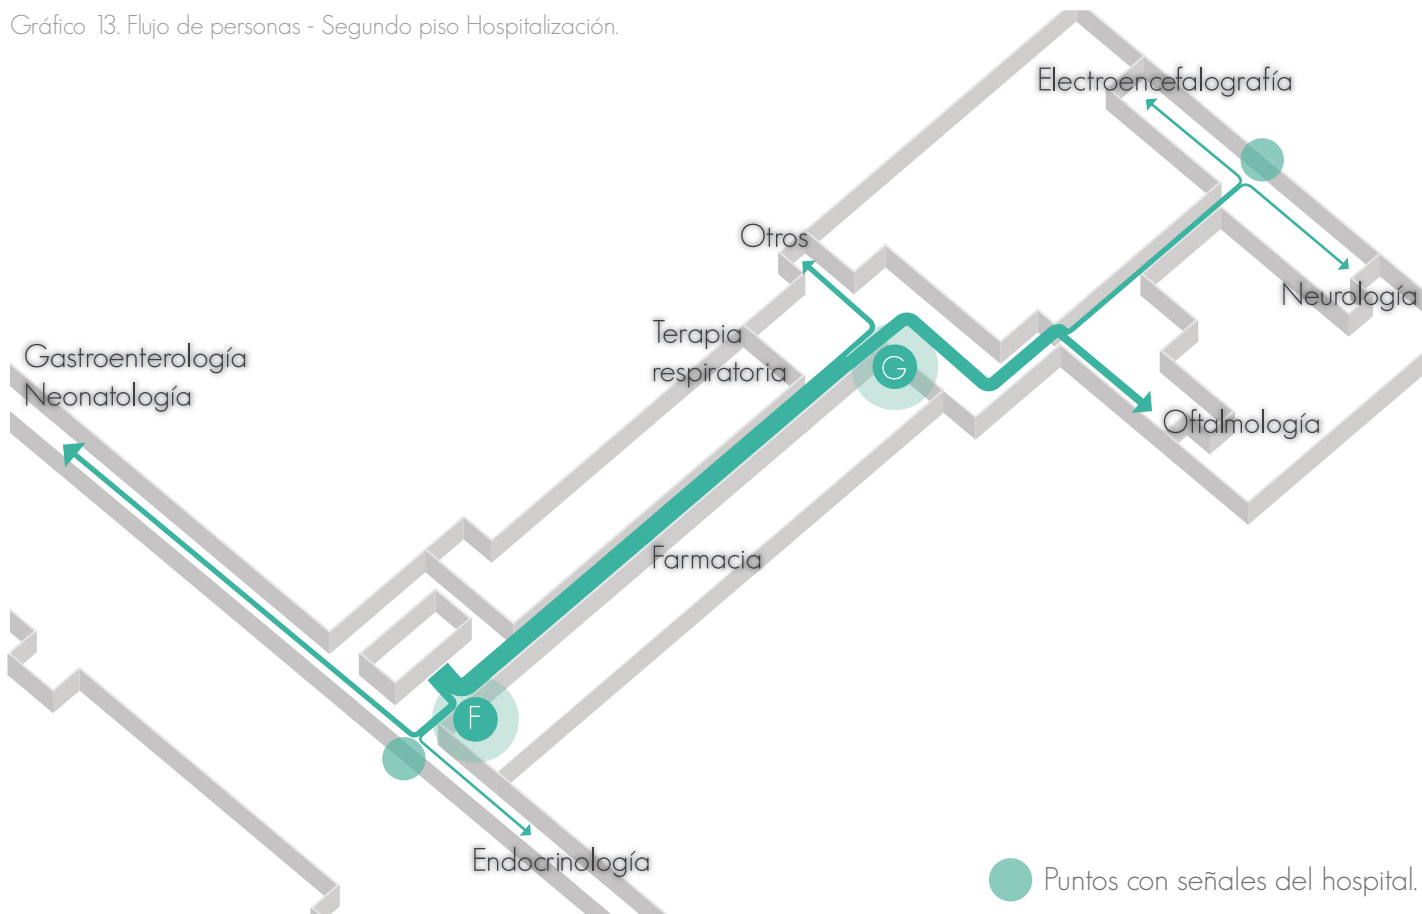 Gráfico 13. Flujo de personas - Segundo piso Hospitalización.
Electroencefalografía
Otros
Neurología
Terapia
respiratoria
G
Gastroenterología
Neonatología
Oftalmología
Farmacia
F
Endocrinología
Puntos con señales del hospital.